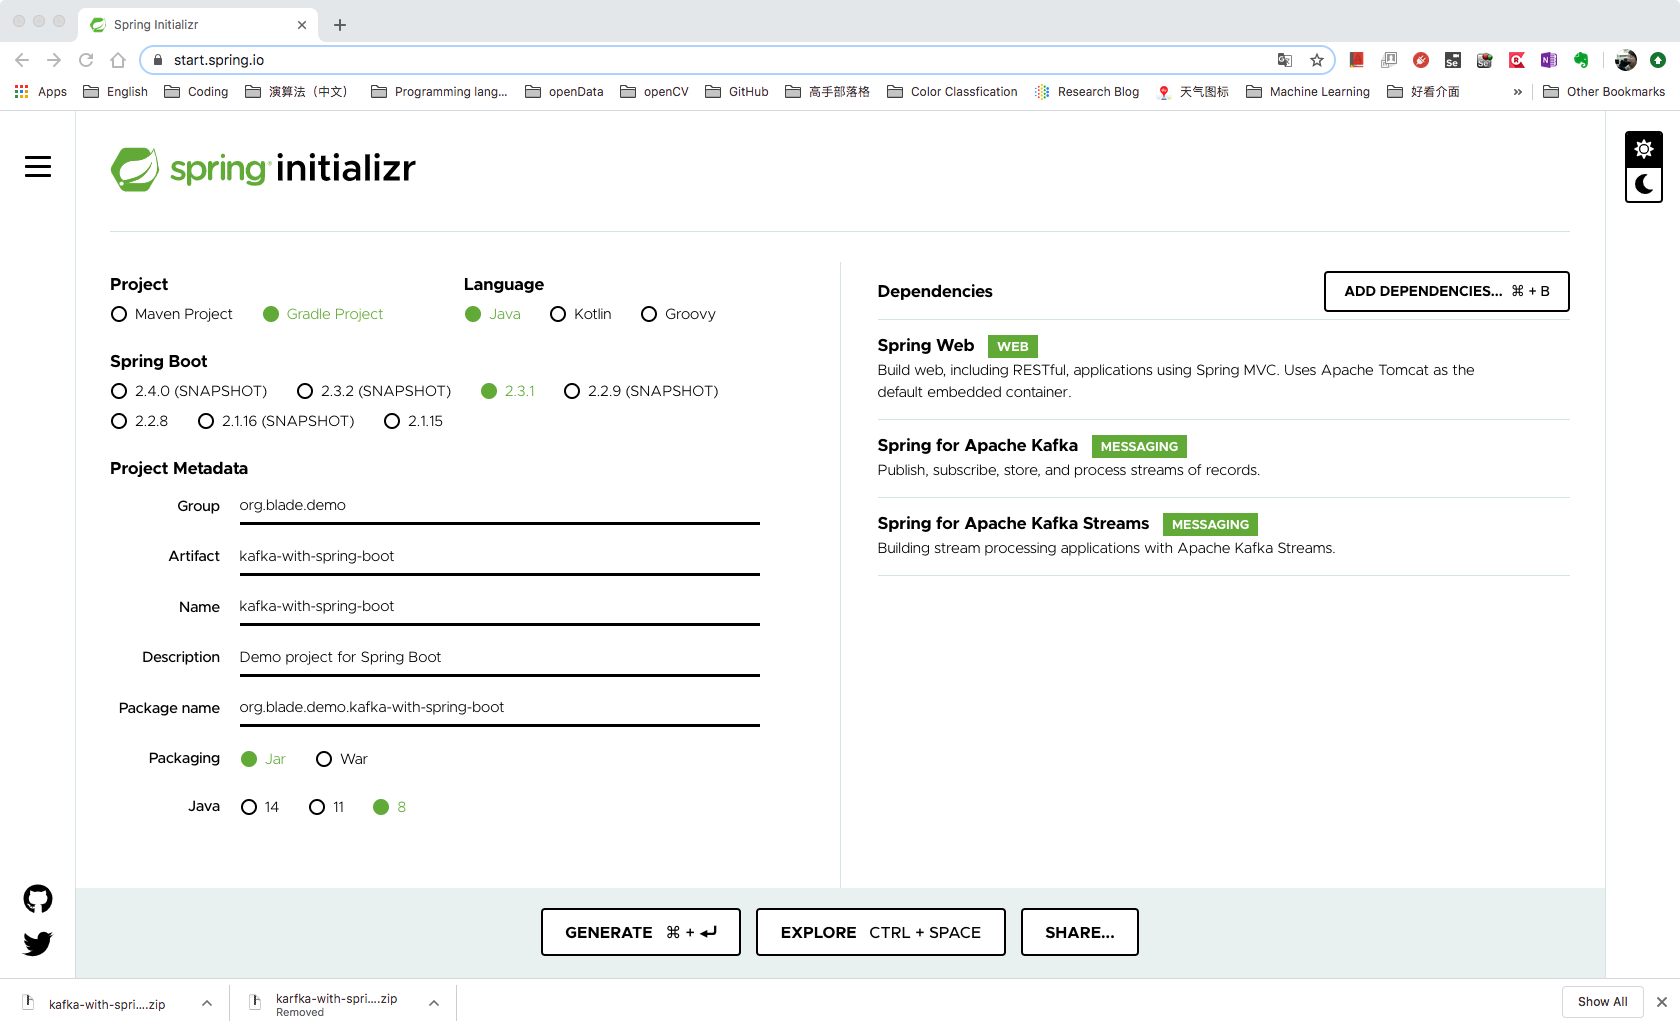 Spring Initializr
start.spring.io
Apps English Coding 演算法（中文） Programming lang... openData openCV GitHub 高手部落格 Color Classfication Research Blog 天气图标 Machine Learning 好看介面 » Other Bookmarks
spring initializr
Project
Maven Project Gradle Project
Language
Java Kotlin Groovy
Spring Boot
2.4.0 (SNAPSHOT) 2.3.2 (SNAPSHOT) 2.3.1 2.2.9 (SNAPSHOT)
2.2.8 2.1.16 (SNAPSHOT) 2.1.15
Project Metadata
Group org.blade.demo
Artifact kafka-with-spring-boot
Name kafka-with-spring-boot
Description Demo project for Spring Boot
Package name org.blade.demo.kafka-with-spring-boot
Packaging Jar War
Java 14 11 8
Dependencies
ADD DEPENDENCIES... ⌘ + B
Spring Web WEB
Build web, including RESTful, applications using Spring MVC. Uses Apache Tomcat as the
default embedded container.
Spring for Apache Kafka MESSAGING
Publish, subscribe, store, and process streams of records.
Spring for Apache Kafka Streams MESSAGING
Building stream processing applications with Apache Kafka Streams.
GENERATE ⌘ + ↵
EXPLORE CTRL + SPACE
SHARE...
kafka-with-spri....zip
karfka-with-spri....zip
Removed
Show All